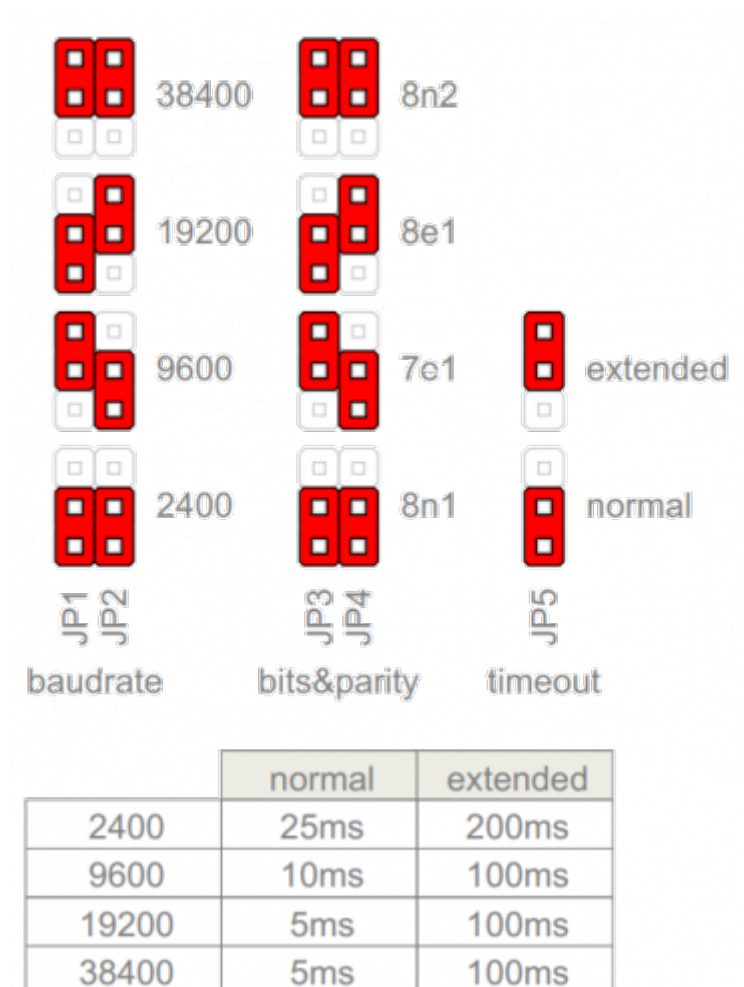 38400 8n2
19200 8e1
9600 7e1 extended
2400 8n1 normal
JP1 JP2 JP3 JP4 JP5
baudrate bits&parity timeout
normal extended
2400 25ms 200ms
9600 10ms 100ms
19200 5ms 100ms
38400 5ms 100ms